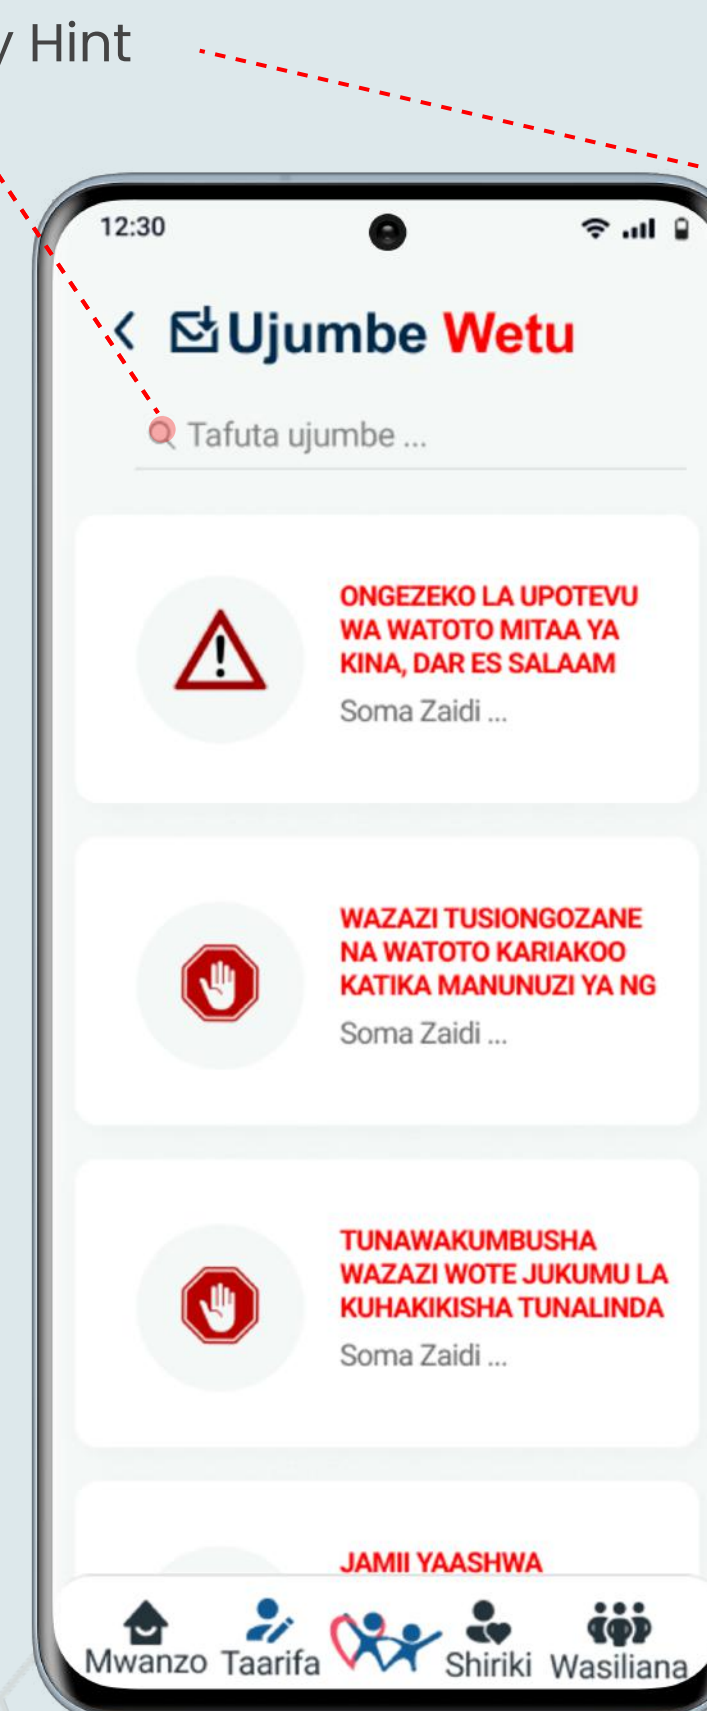 Hint
12:30
Ujumbe Wetu
Tafuta ujumbe ...
ONGEZEKO LA UPOTEVU
WA WATOTO MITAA YA
KINA, DAR ES SALAAM
Soma Zaidi ...
WAZAZI TUSIONGOZANE
NA WATOTO KARIAKOO
KATIKA MANUNUZI YA NG
Soma Zaidi ...
TUNAWAKUMBUSHA
WAZAZI WOTE JUKUMU LA
KUHAKIKISHA TUNALINDA
Soma Zaidi ...
JAMII YAASHWA
Mwanzo Taarifa Shiriki Wasiliana